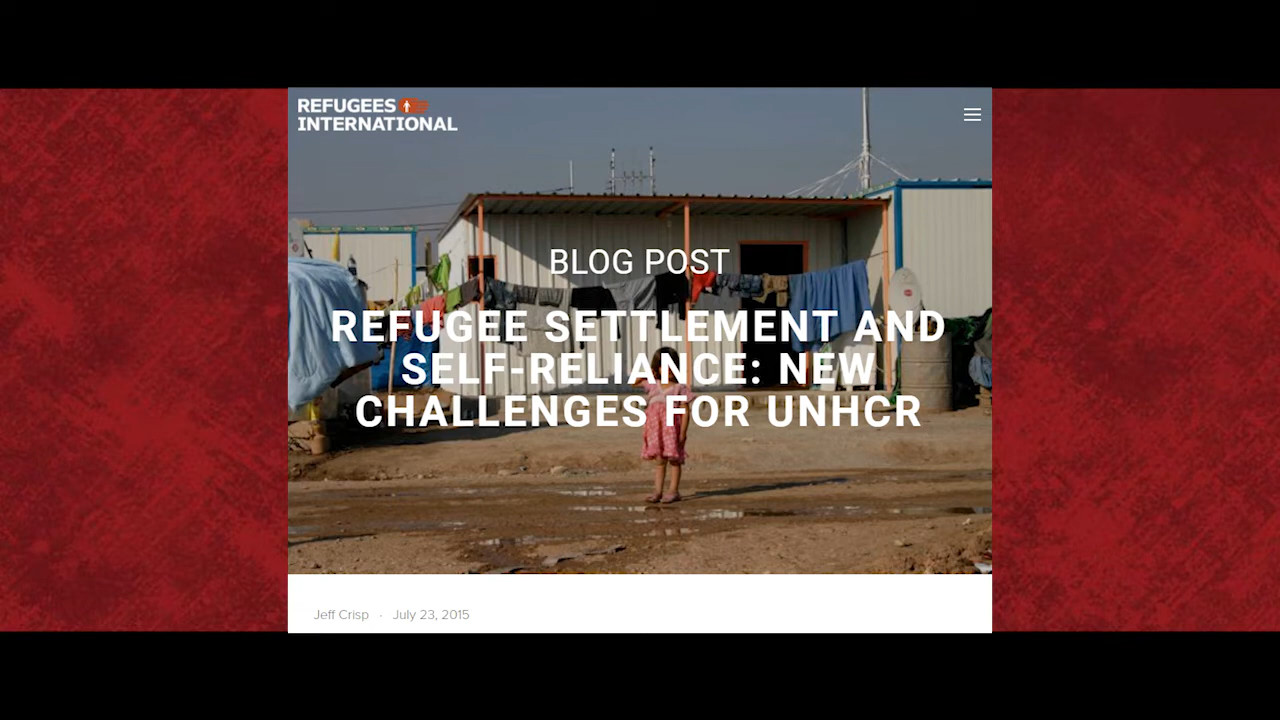 REFUGEES
INTERNATIONAL
BLOG POST
REFUGEE SETTLEMENT AND
SELF-RELIANCE: NEW
CHALLENGES FOR UNHCR
Jeff Crisp · July 23, 2015